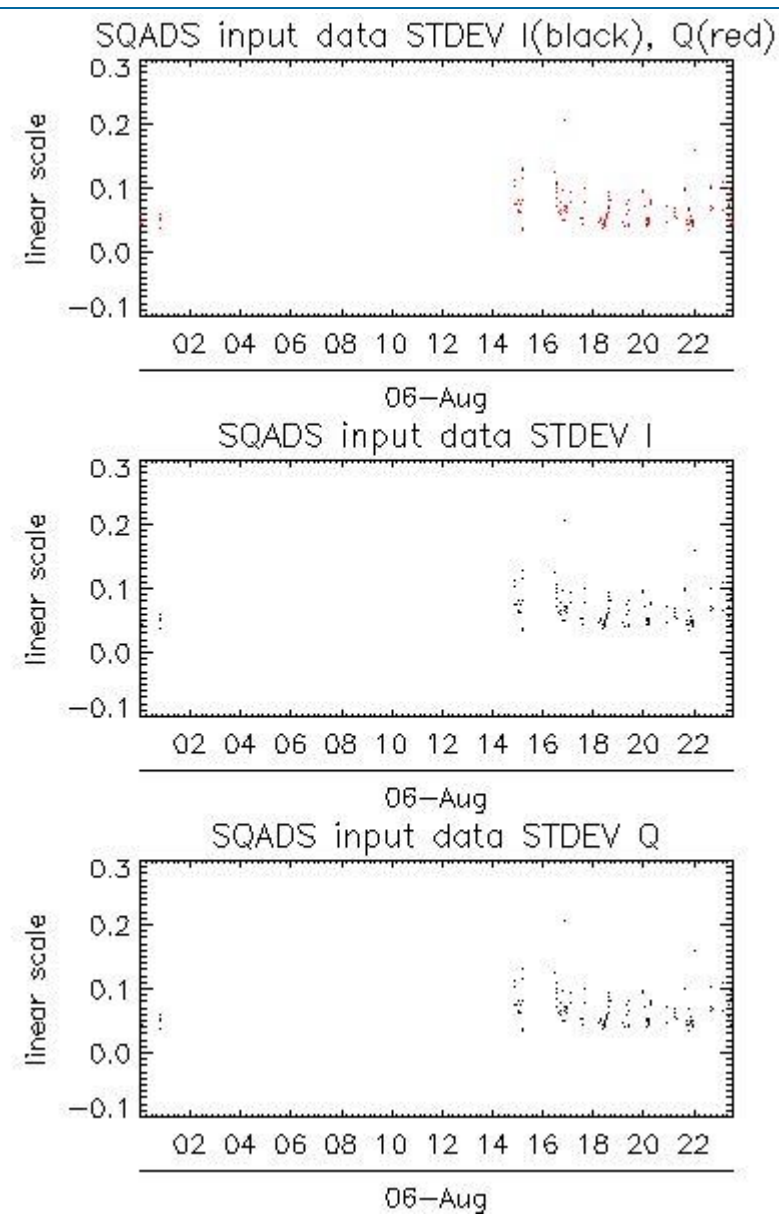 SQADS input data STDEV I(black), Q(red)
0.3
0.2
0.1
0.0
−0.1
linear scale
02 04 06 08 10 12 14 16 18 20 22
06−Aug
SQADS input data STDEV I
0.3
0.2
0.1
0.0
−0.1
linear scale
02 04 06 08 10 12 14 16 18 20 22
06−Aug
SQADS input data STDEV Q
0.3
0.2
0.1
0.0
−0.1
linear scale
02 04 06 08 10 12 14 16 18 20 22
06−Aug